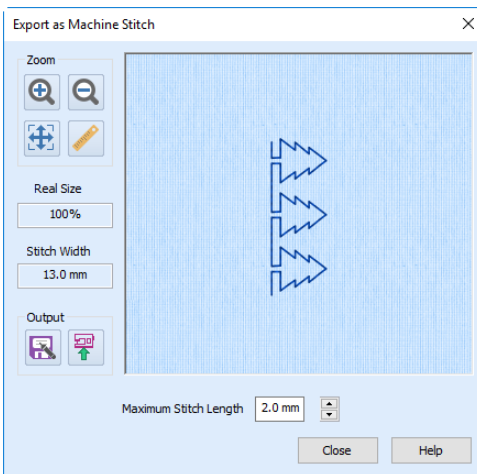 Export as Machine Stitch
Zoom
Real Size
100%
Stitch Width
13.0 mm
Output
Maximum Stitch Length 2.0 mm
Close Help